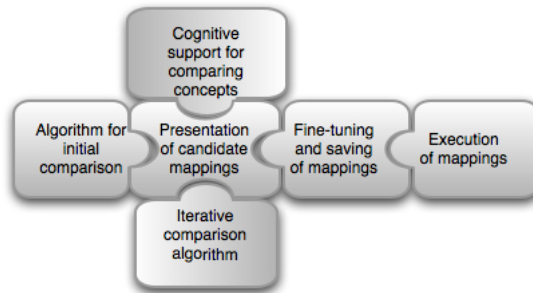 Cognitive
support for
comparing
concepts
Algorithm for
initial
comparison
Presentation
of candidate
mappings
Fine-tuning
and saving
of mappings
Execution
of mappings
Iterative
comparison
algorithm